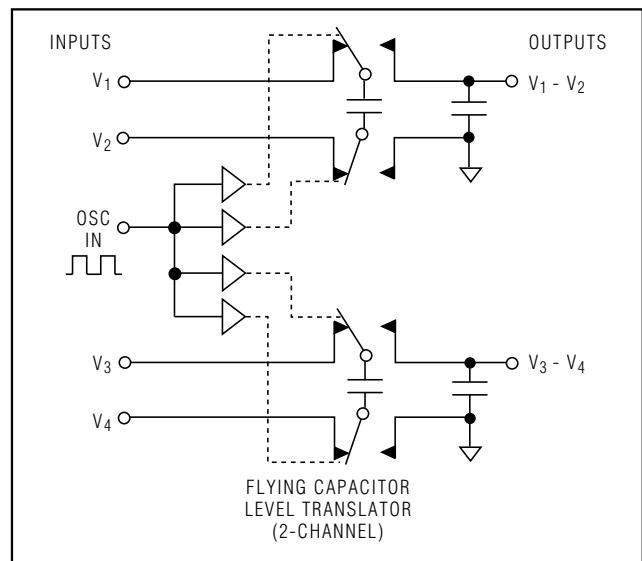 INPUTS
OUTPUTS
V1
V1 - V2
V2
OSC
IN
V3
V3 - V4
V4
FLYING CAPACITOR
LEVEL TRANSLATOR
(2-CHANNEL)